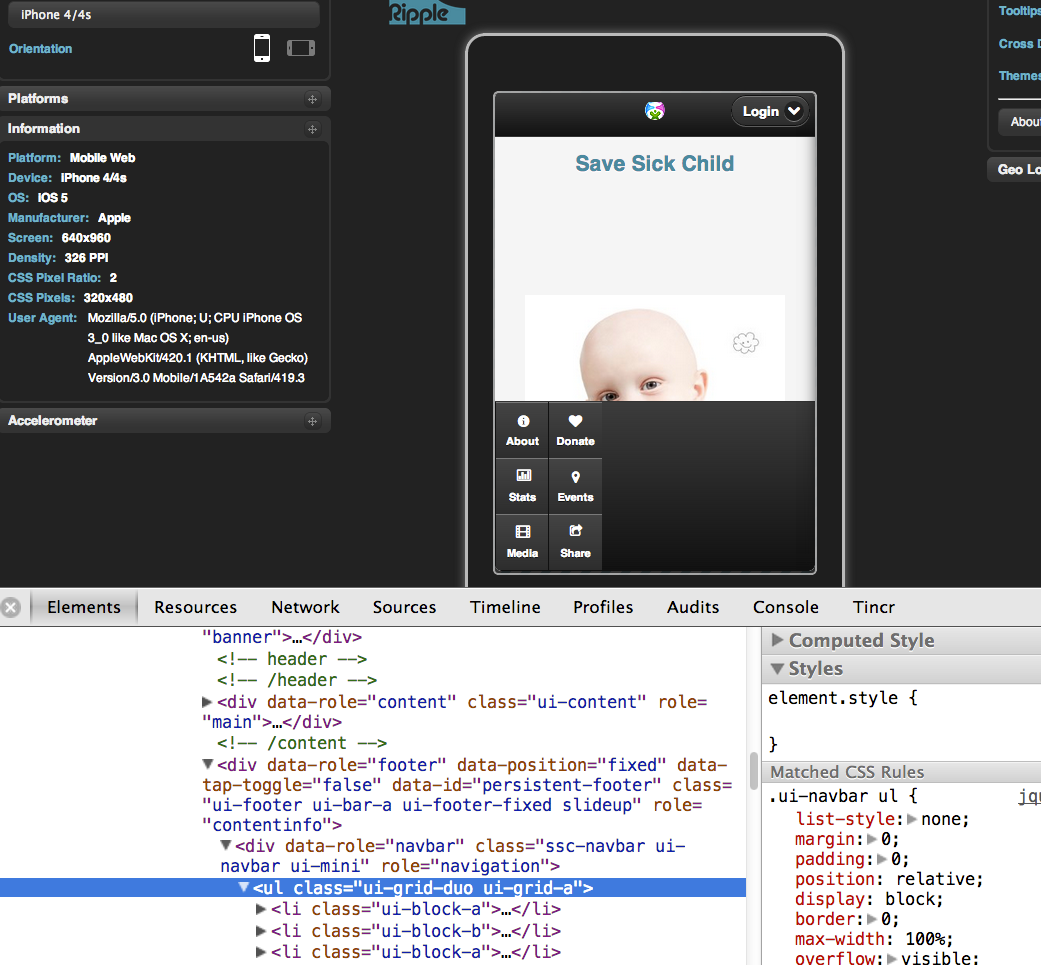 iPhone 4/4s
Orientation
Platforms
Information
Platform: Mobile Web
Device: iPhone 4/4s
OS: IOS 5
Manufacturer: Apple
Screen: 640x960
Density: 326 PPI
CSS Pixel Ratio: 2
CSS Pixels: 320x480
User Agent: Mozilla/5.0 (iPhone; U; CPU iPhone OS
3_0 like Mac OS X; en-us)
AppleWebKit/420.1 (KHTML, like Gecko)
Version/3.0 Mobile/1A542a Safari/419.3
Accelerometer
Ripple
Login
Save Sick Child
About Donate
Stats Events
Media Share
Tooltips
Cross D
Themes
About
Geo Lo
Elements Resources Network Sources Timeline Profiles Audits Console Tincr
"banner">…</div>
<!-- header -->
<!-- /header -->
<div data-role="content" class="ui-content" role=
"main">…</div>
<!-- /content -->
<div data-role="footer" data-position="fixed" data-
tap-toggle="false" data-id="persistent-footer" class=
"ui-footer ui-bar-a ui-footer-fixed slideup" role=
"contentinfo">
<div data-role="navbar" class="ssc-navbar ui-
navbar ui-mini" role="navigation">
<ul class="ui-grid-duo ui-grid-a">
<li class="ui-block-a">…</li>
<li class="ui-block-b">…</li>
<li class="ui-block-a">…</li>
Computed Style
Styles
element.style {
}
Matched CSS Rules
.ui-navbar ul { jqu
list-style: none;
margin: 0;
padding: 0;
position: relative;
display: block;
border: 0;
max-width: 100%;
overflow: visible;